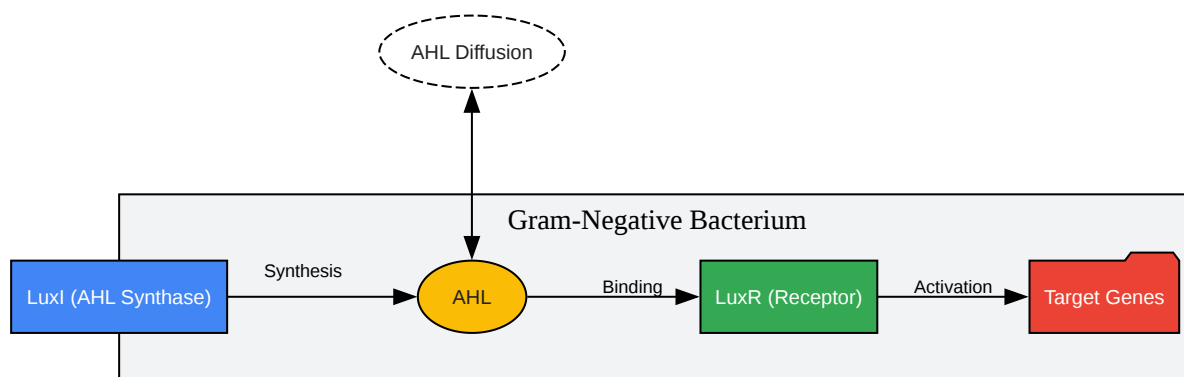 AHL Diffusion
Gram-Negative Bacterium
LuxI (AHL Synthase)
Synthesis
AHL
Binding
LuxR (Receptor)
Activation
Target Genes